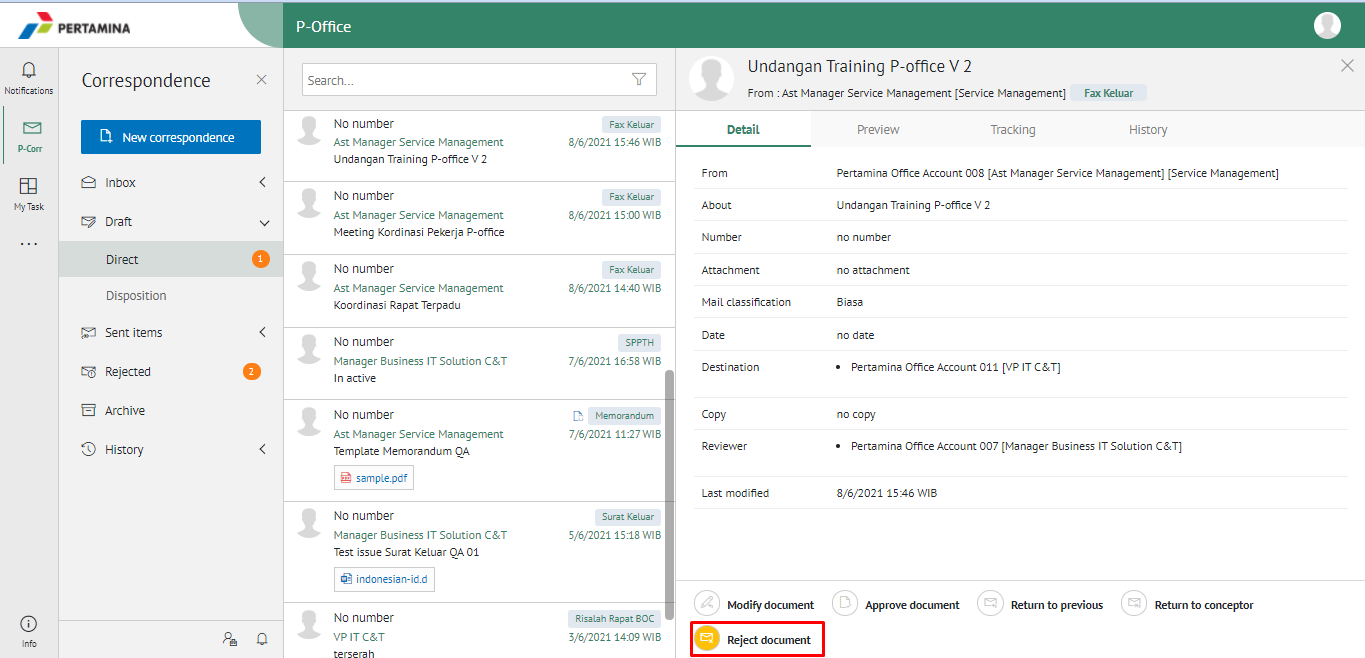 PERTAMINA
P-Office
Notifications
P-Corr
My Task
...
Info
Correspondence
New correspondence
Inbox
Draft
Direct 1
Disposition
Sent items
Rejected 2
Archive
History
Search...
No number Fax Keluar
Ast Manager Service Management 8/6/2021 15:46 WIB
Undangan Training P-office V 2
No number Fax Keluar
Ast Manager Service Management 8/6/2021 15:00 WIB
Meeting Kordinasi Pekerja P-office
No number Fax Keluar
Ast Manager Service Management 8/6/2021 14:40 WIB
Koordinasi Rapat Terpadu
No number SPPTH
Manager Business IT Solution C&T 7/6/2021 16:58 WIB
In active
No number Memorandum
Ast Manager Service Management 7/6/2021 11:27 WIB
Template Memorandum QA
sample.pdf
No number Surat Keluar
Manager Business IT Solution C&T 5/6/2021 15:18 WIB
Test issue Surat Keluar QA 01
indonesian-id.d
No number Risalah Rapat BOC
VP IT C&T 3/6/2021 14:09 WIB
terserah
Undangan Training P-office V 2
From : Ast Manager Service Management [Service Management] Fax Keluar
Detail Preview Tracking History
From Pertamina Office Account 008 [Ast Manager Service Management] [Service Management]
About Undangan Training P-office V 2
Number no number
Attachment no attachment
Mail classification Biasa
Date no date
Destination • Pertamina Office Account 011 [VP IT C&T]
Copy no copy
Reviewer • Pertamina Office Account 007 [Manager Business IT Solution C&T]
Last modified 8/6/2021 15:46 WIB
Modify document Approve document Return to previous Return to conceptor
Reject document